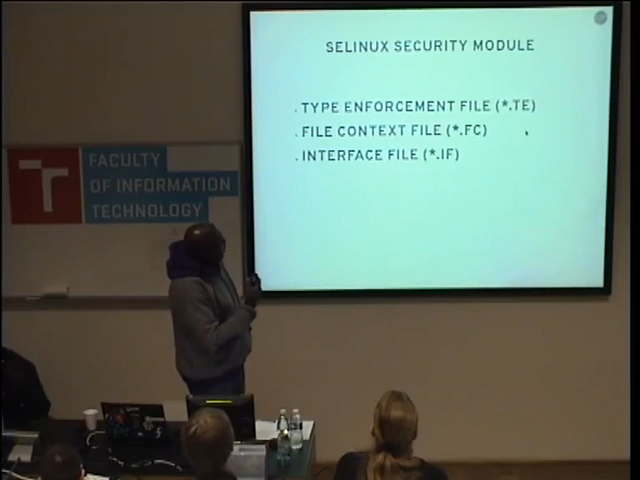 SELINUX SECURITY MODULE
. TYPE ENFORCEMENT FILE (*.TE)
. FILE CONTEXT FILE (*.FC)
. INTERFACE FILE (*.IF)
T
FACULTY
OF INFORMATION
TECHNOLOGY